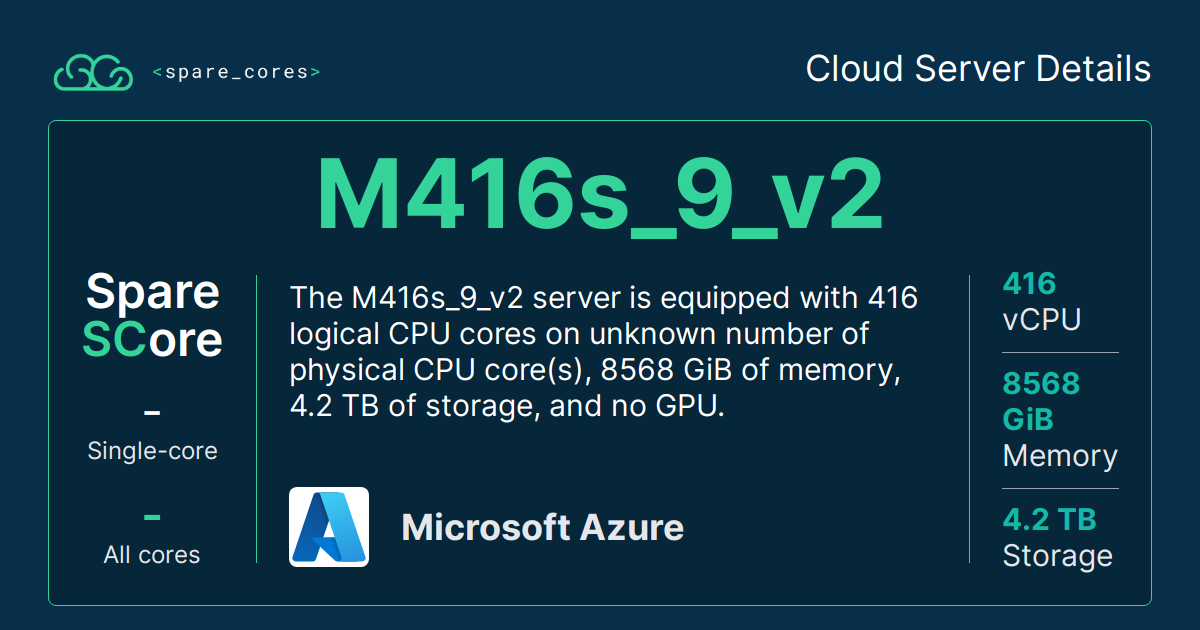 <spare_cores>
Cloud Server Details
M416s_9_v2
Spare
SCore
–
Single-core
–
All cores
The M416s_9_v2 server is equipped with 416
logical CPU cores on unknown number of
physical CPU core(s), 8568 GiB of memory,
4.2 TB of storage, and no GPU.
Microsoft Azure
416
vCPU
8568
GiB
Memory
4.2 TB
Storage